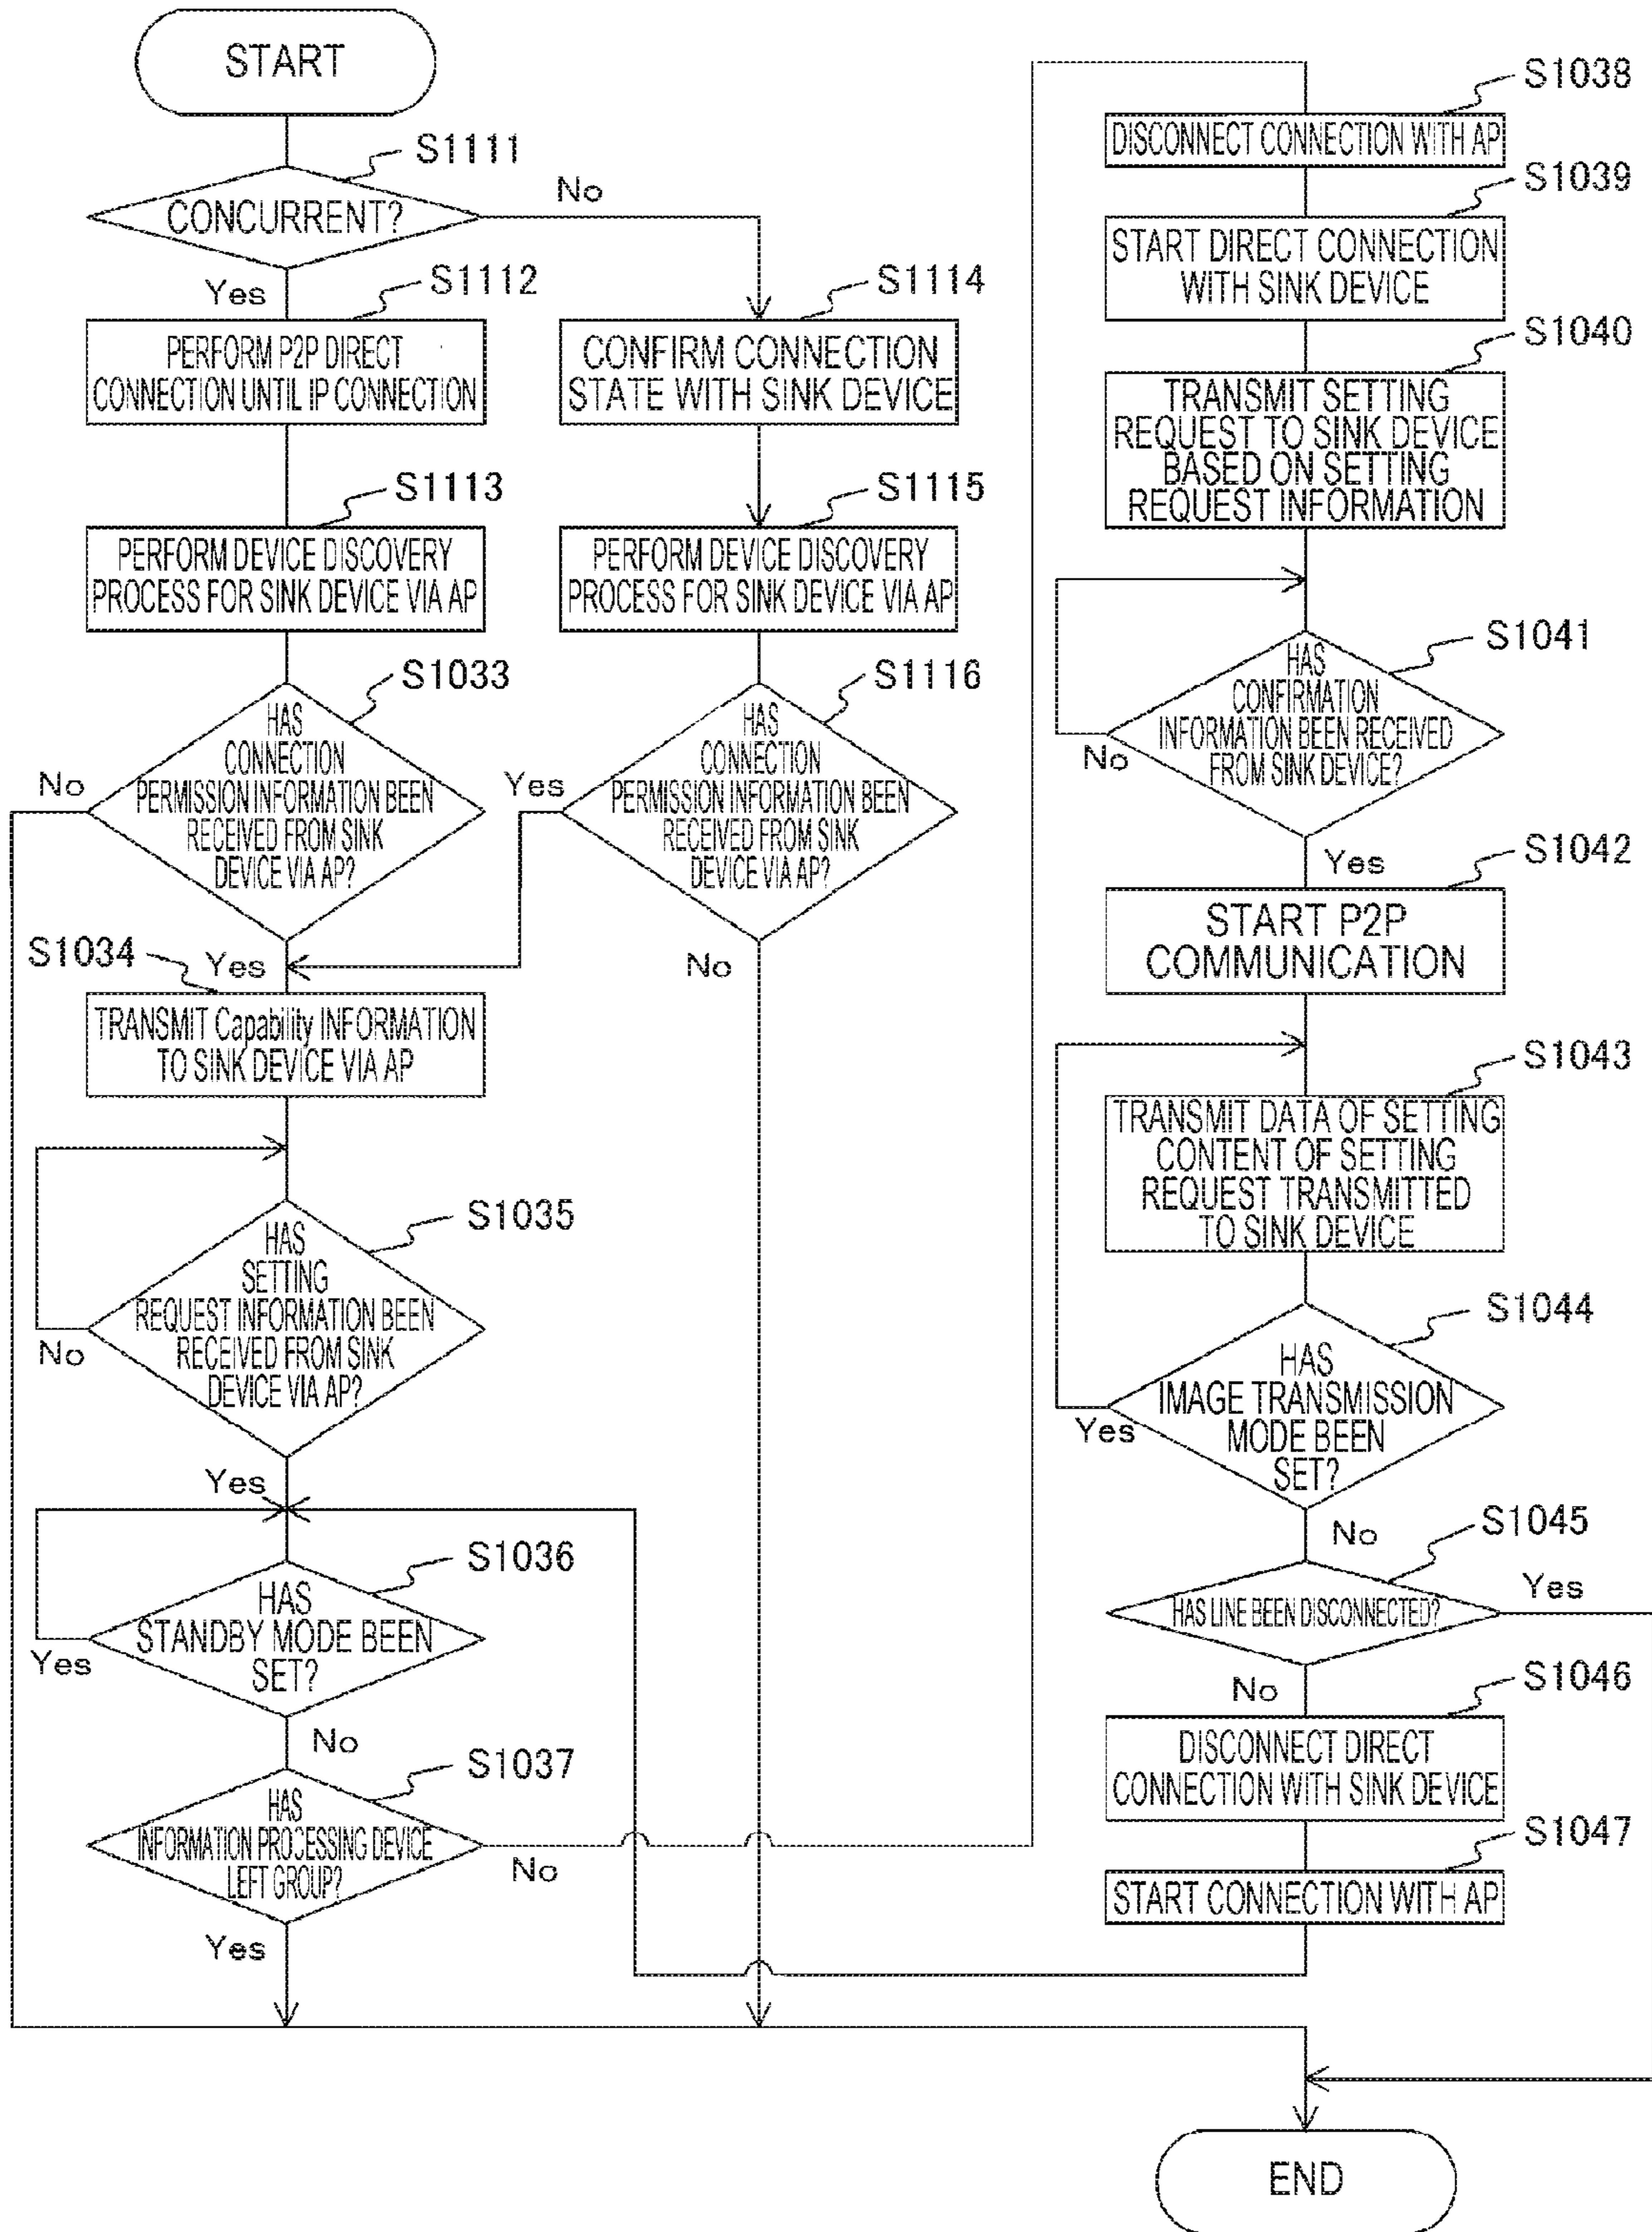 START
S1111
CONCURRENT?
No
Yes
S1112
PERFORM P2P DIRECT
CONNECTION UNTIL IP CONNECTION
S1114
CONFIRM CONNECTION
STATE WITH SINK DEVICE
S1113
PERFORM DEVICE DISCOVERY
PROCESS FOR SINK DEVICE VIA AP
S1115
PERFORM DEVICE DISCOVERY
PROCESS FOR SINK DEVICE VIA AP
S1033
HAS
CONNECTION
PERMISSION INFORMATION BEEN
RECEIVED FROM SINK
DEVICE VIA AP?
No
Yes
S1116
HAS
CONNECTION
PERMISSION INFORMATION BEEN
RECEIVED FROM SINK
DEVICE VIA AP?
Yes
No
S1034
TRANSMIT Capability INFORMATION
TO SINK DEVICE VIA AP
S1035
HAS
SETTING
REQUEST INFORMATION BEEN
RECEIVED FROM SINK
DEVICE VIA AP?
No
Yes
S1036
HAS
STANDBY MODE BEEN
SET?
Yes
No
S1037
HAS
INFORMATION PROCESSING DEVICE
LEFT GROUP?
No
Yes
S1038
DISCONNECT CONNECTION WITH AP
S1039
START DIRECT CONNECTION
WITH SINK DEVICE
S1040
TRANSMIT SETTING
REQUEST TO SINK DEVICE
BASED ON SETTING
REQUEST INFORMATION
S1041
HAS
CONFIRMATION
INFORMATION BEEN RECEIVED
FROM SINK DEVICE?
No
Yes
S1042
START P2P
COMMUNICATION
S1043
TRANSMIT DATA OF SETTING
CONTENT OF SETTING
REQUEST TRANSMITTED
TO SINK DEVICE
S1044
HAS
IMAGE TRANSMISSION
MODE BEEN
SET?
Yes
No
S1045
HAS LINE BEEN DISCONNECTED?
Yes
No
S1046
DISCONNECT DIRECT
CONNECTION WITH SINK DEVICE
S1047
START CONNECTION WITH AP
END